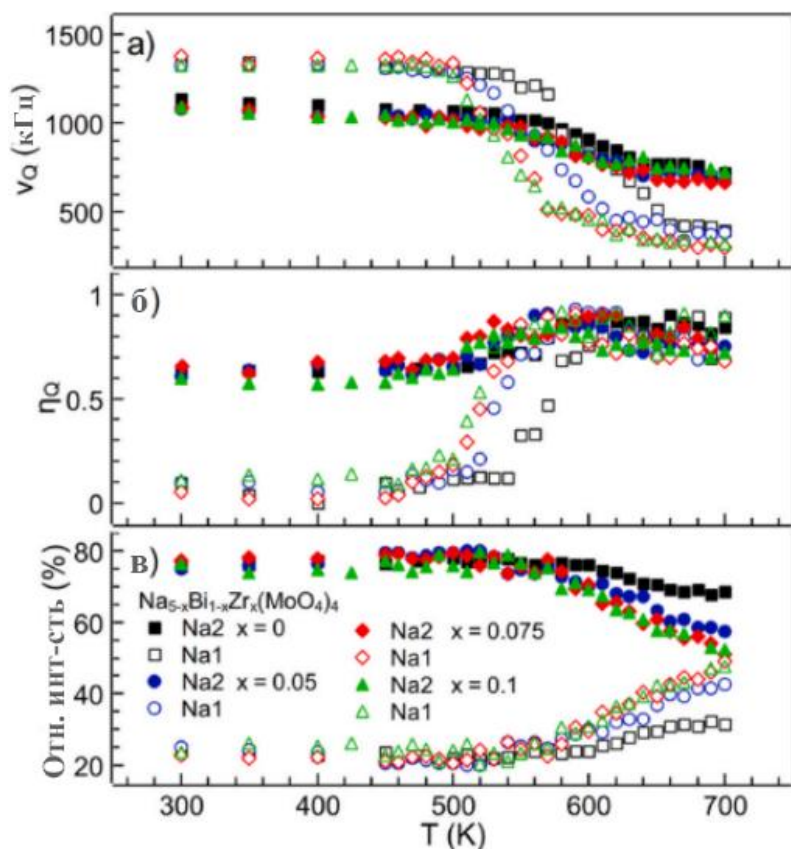 1500
1000
500
а)
νQ (кГц)
1
0.5
0
б)
ηQ
80
60
40
20
в)
Отн. инт-сть (%)
Na5-xBi1-xZrx(MoO4)4
Na2 x = 0
Na1
Na2 x = 0.05
Na1
Na2 x = 0.075
Na1
Na2 x = 0.1
Na1
300 400 500 600 700
T (K)